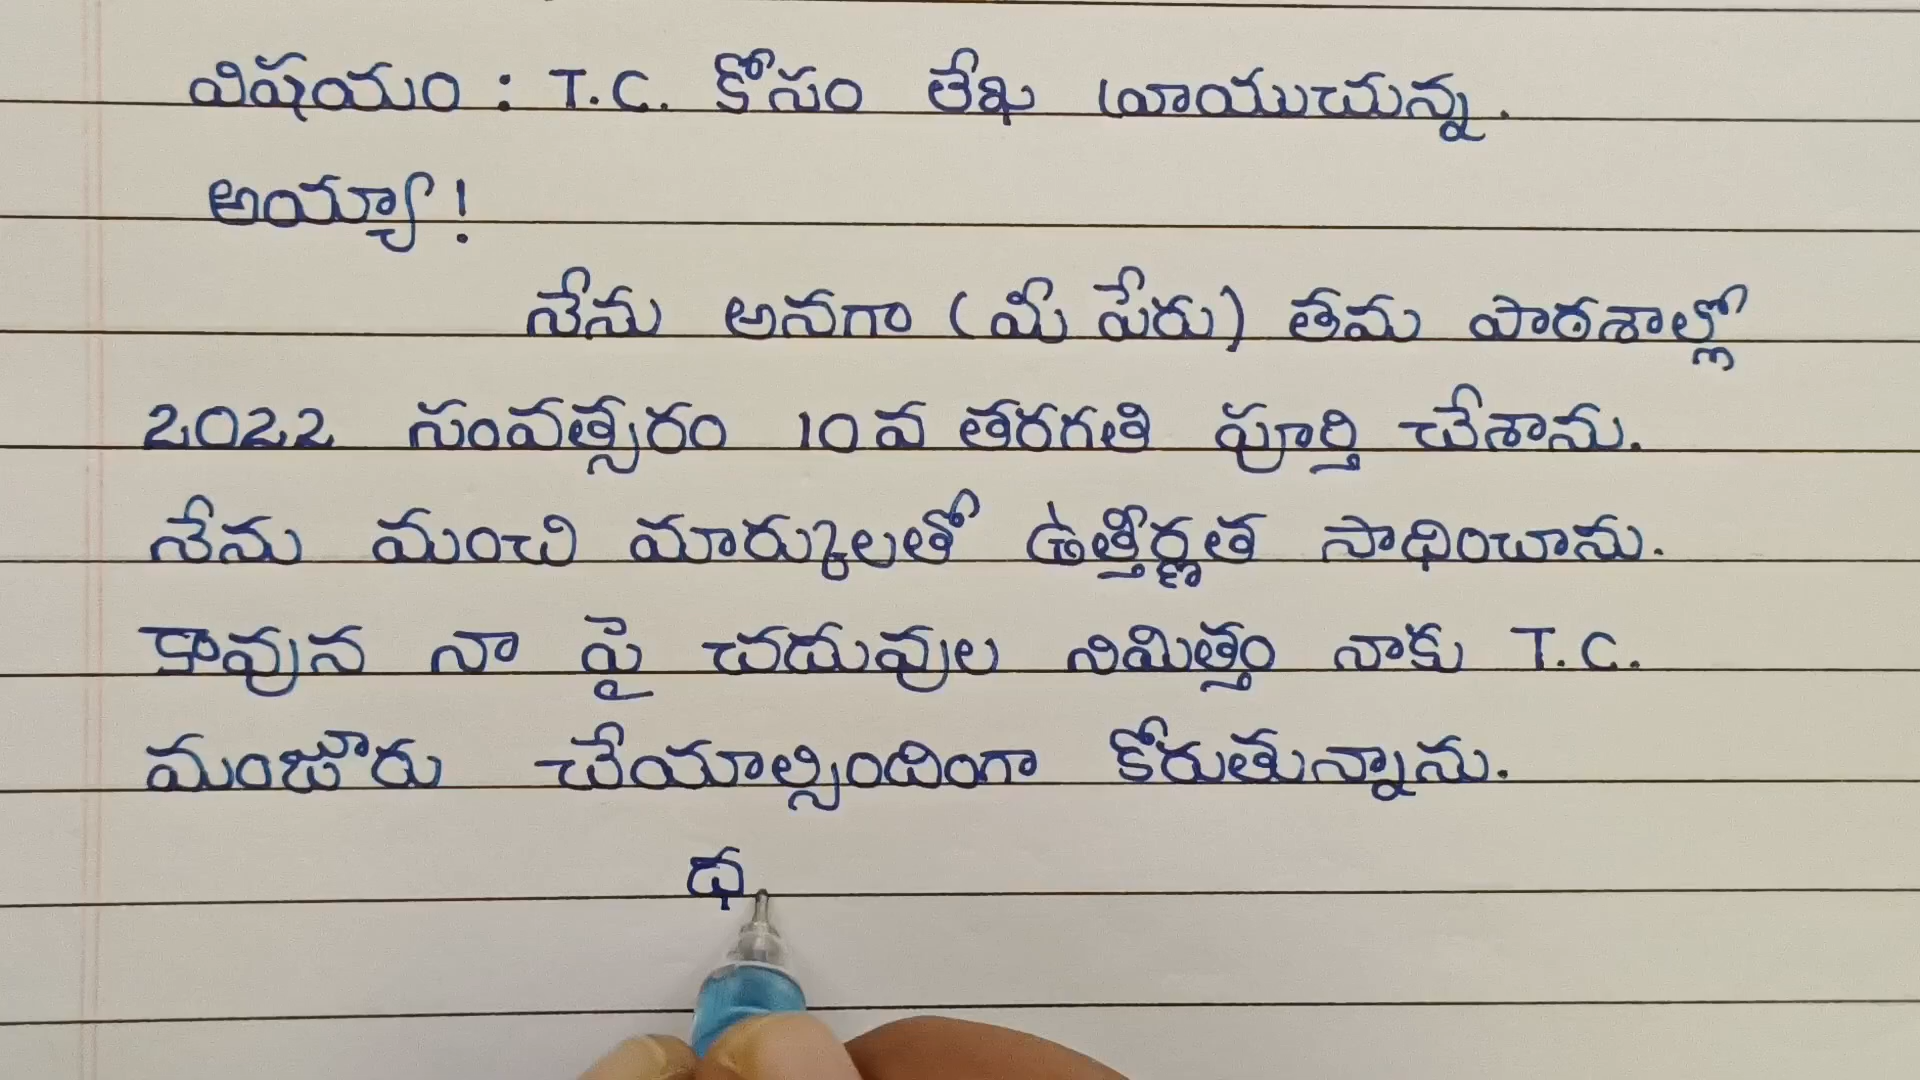 విషయం : T.C. కోసం లేఖ వ్రాయుచున్న.
అయ్యా!
నేను అనగా (మీ పేరు) తమ పాఠశాల్లో
2022 సంవత్సరం 10వ తరగతి పూర్తి చేశాను.
నేను మంచి మార్కులతో ఉత్తీర్ణత సాధించాను.
కావున నా పై చదువుల నిమిత్తం నాకు T.C.
మంజూరు చేయాల్సిందింగా కోరుతున్నాను.
ధ